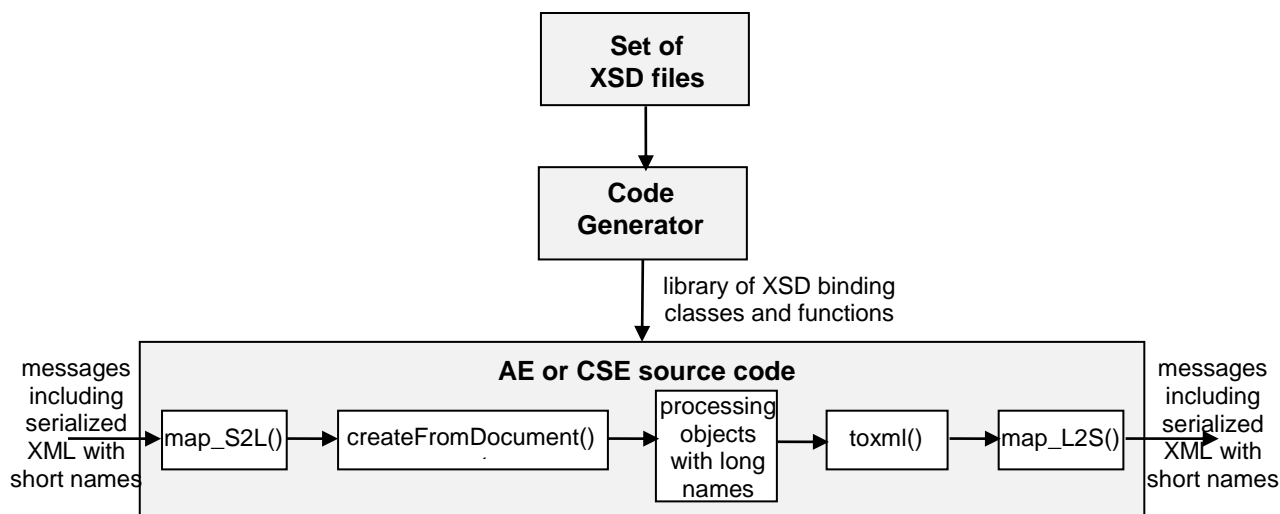 Set of
XSD files
Code
Generator
library of XSD binding
classes and functions
messages
including
serialized
XML with
short names
AE or CSE source code
map_S2L()
createFromDocument()
processing
objects
with long
names
toxml()
map_L2S()
messages
including
serialized
XML with
short names